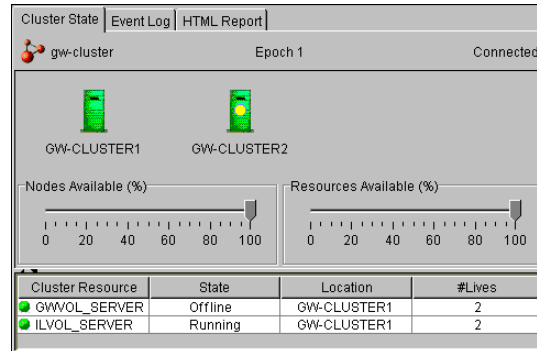 Cluster State Event Log HTML Report
gw-cluster Epoch 1 Connected
GW-CLUSTER1 GW-CLUSTER2
Nodes Available (%) Resources Available (%)
0 20 40 60 80 100 0 20 40 60 80 100
Cluster Resource State Location #Lives
GWVOL_SERVER Offline GW-CLUSTER1 2
ILVOL_SERVER Running GW-CLUSTER1 2